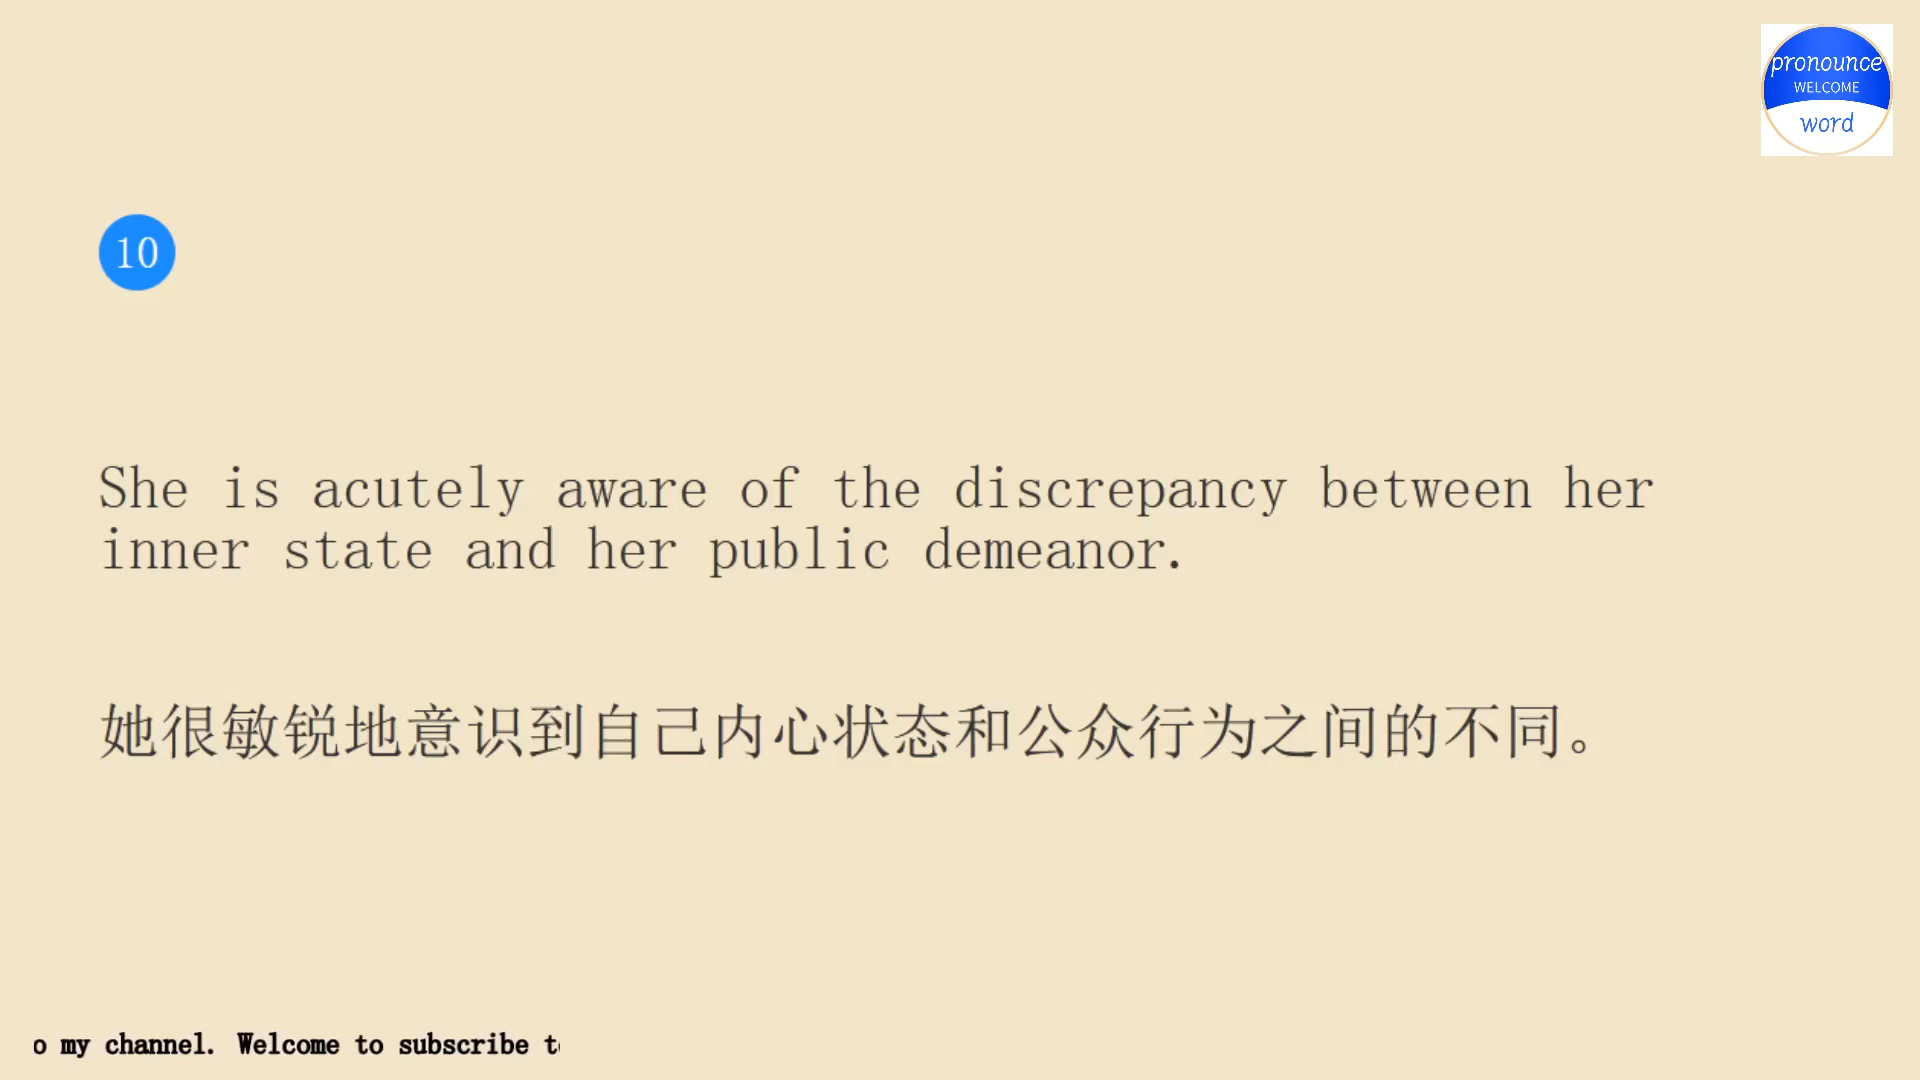 pronounce
WELCOME
word
10
She is acutely aware of the discrepancy between her
inner state and her public demeanor.
她很敏锐地意识到自己内心状态和公众行为之间的不同。
my channel. Welcome to subscribe